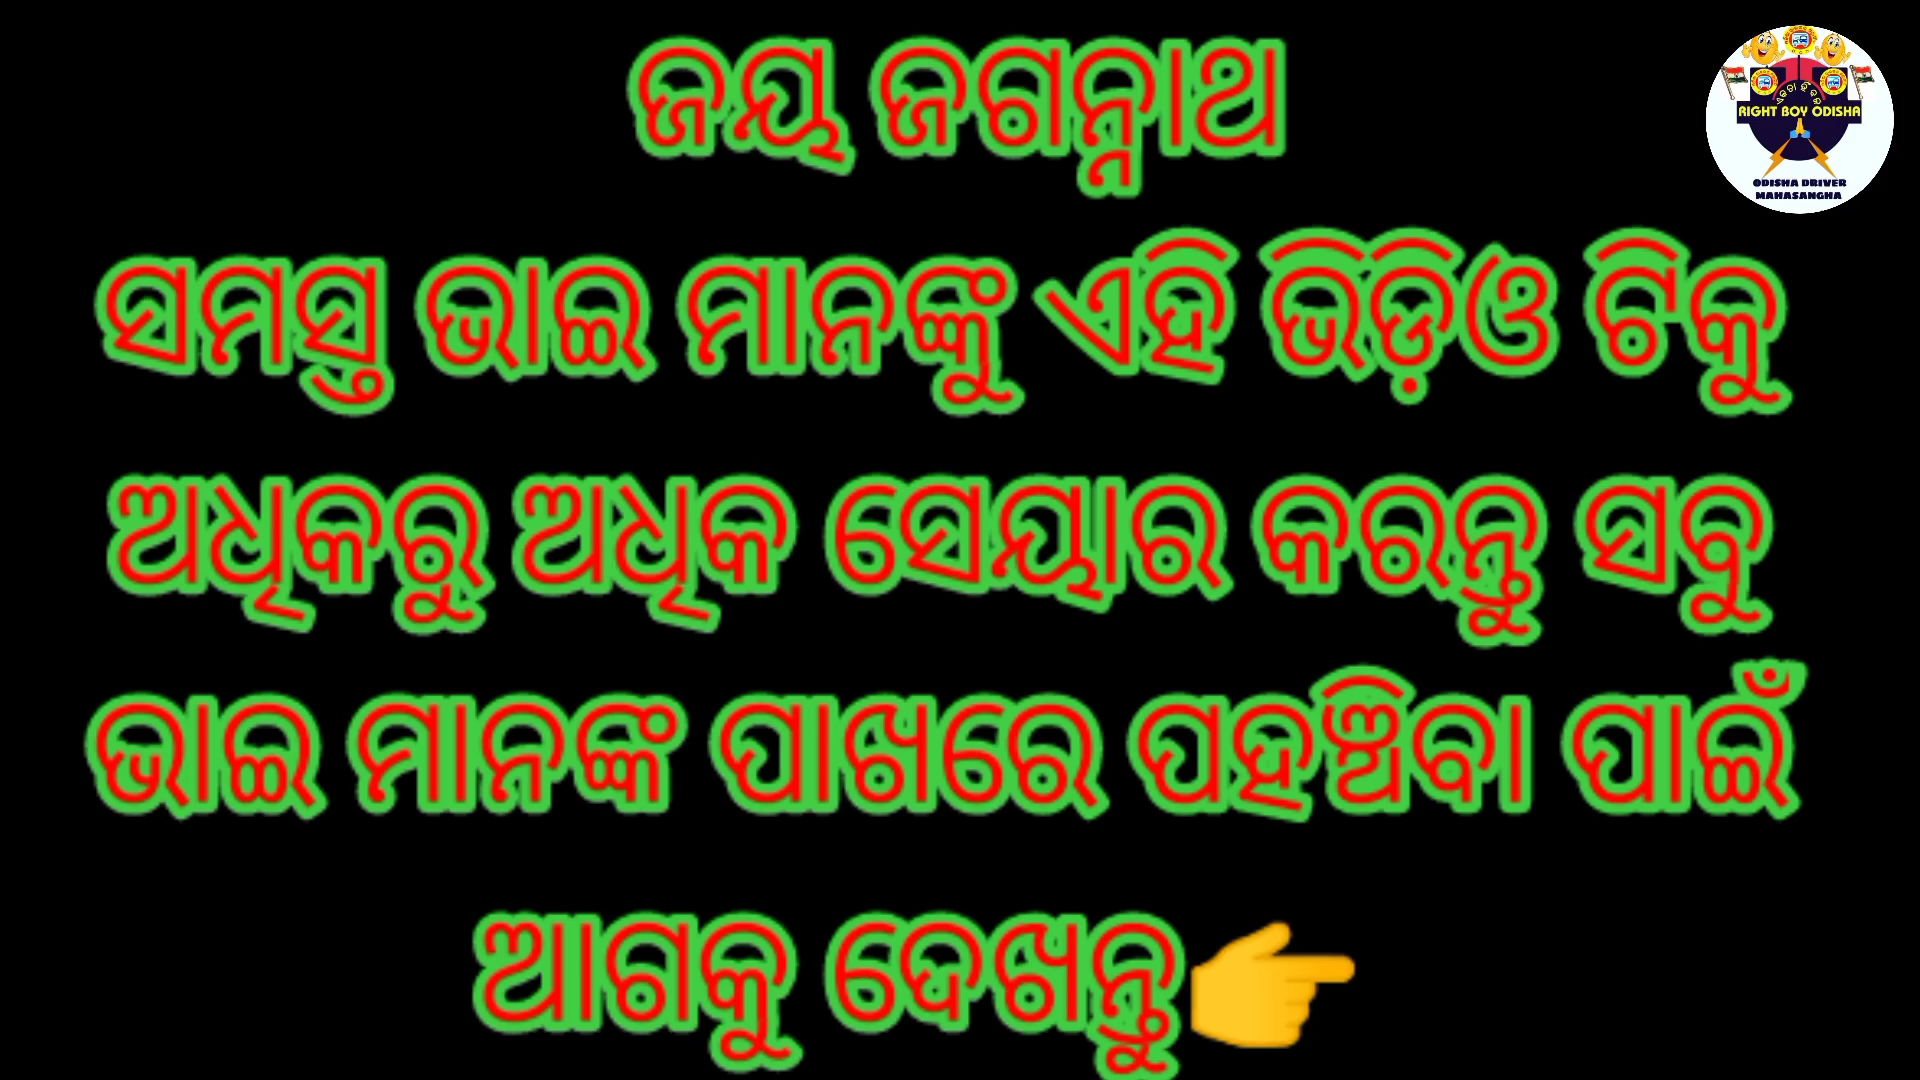 ଜୟ ଜଗନ୍ନାଥ
ସମସ୍ତ ଭାଇ ମାନଙ୍କୁ ଏହି ଭିଡ଼ିଓ ଟିକୁ
ଅଧିକରୁ ଅଧିକ ସେୟାର କରନ୍ତୁ ସବୁ
ଭାଇ ମାନଙ୍କ ପାଖରେ ପହଞ୍ଚିବା ପାଇଁ
ଆଗକୁ ଦେଖନ୍ତୁ👉
RIGHT BOY ODISHA
ODISHA DRIVER
MAHASANGHA